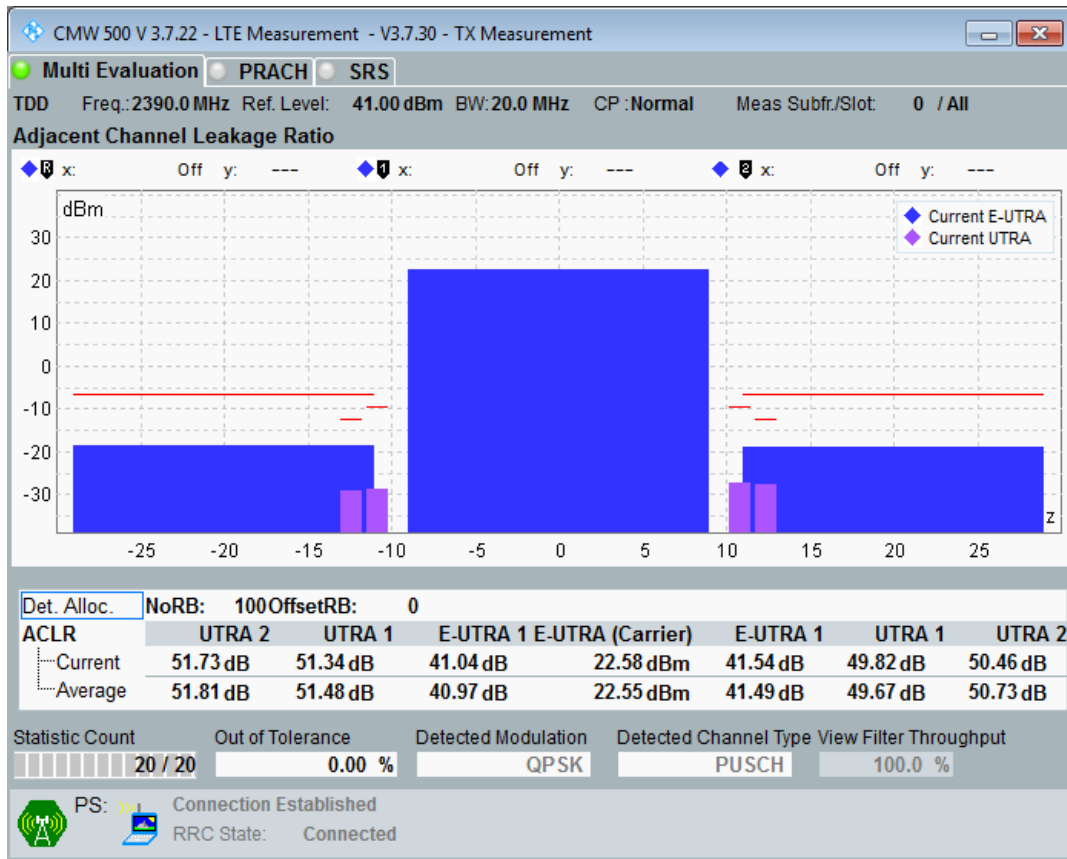 CMW 500 V 3.7.22 - LTE Measurement - V3.7.30 - TX Measurement
Multi Evaluation PRACH SRS
TDD Freq.: 2390.0 MHz Ref. Level: 41.00 dBm BW: 20.0 MHz CP : Normal Meas Subfr./Slot: 0 / All
Adjacent Channel Leakage Ratio
R x: Off y: --- 1 x: Off y: --- 2 x: Off y: ---
dBm
Current E-UTRA
Current UTRA
30
20
10
0
-10
-20
-30
z
-25 -20 -15 -10 -5 0 5 10 15 20 25
Det. Alloc. NoRB: 100 OffsetRB: 0
ACLR UTRA 2 UTRA 1 E-UTRA 1 E-UTRA (Carrier) E-UTRA 1 UTRA 1 UTRA 2
Current 51.73 dB 51.34 dB 41.04 dB 22.58 dBm 41.54 dB 49.82 dB 50.46 dB
Average 51.81 dB 51.48 dB 40.97 dB 22.55 dBm 41.49 dB 49.67 dB 50.73 dB
Statistic Count Out of Tolerance Detected Modulation Detected Channel Type View Filter Throughput
20 / 20 0.00 % QPSK PUSCH 100.0 %
PS: Connection Established
RRC State: Connected